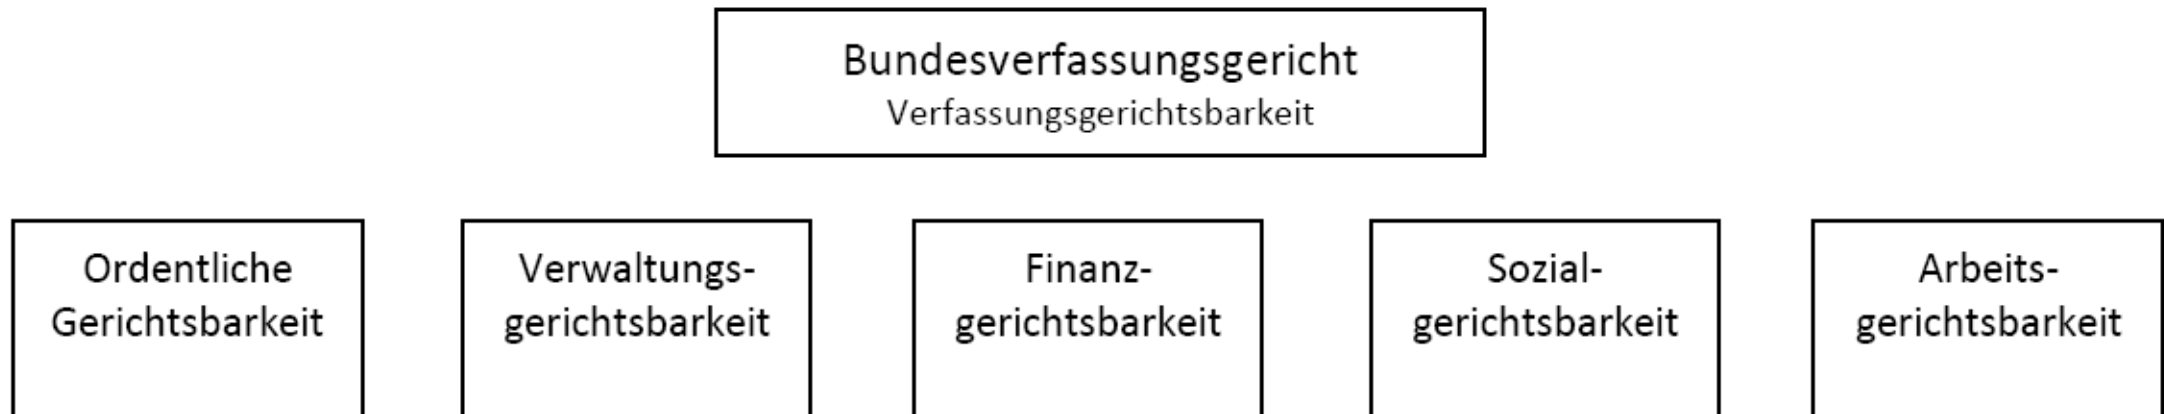 Bundesverfassungsgericht
Verfassungsgerichtsbarkeit
Ordentliche
Gerichtsbarkeit
Verwaltungs-
gerichtsbarkeit
Finanz-
gerichtsbarkeit
Sozial-
gerichtsbarkeit
Arbeits-
gerichtsbarkeit